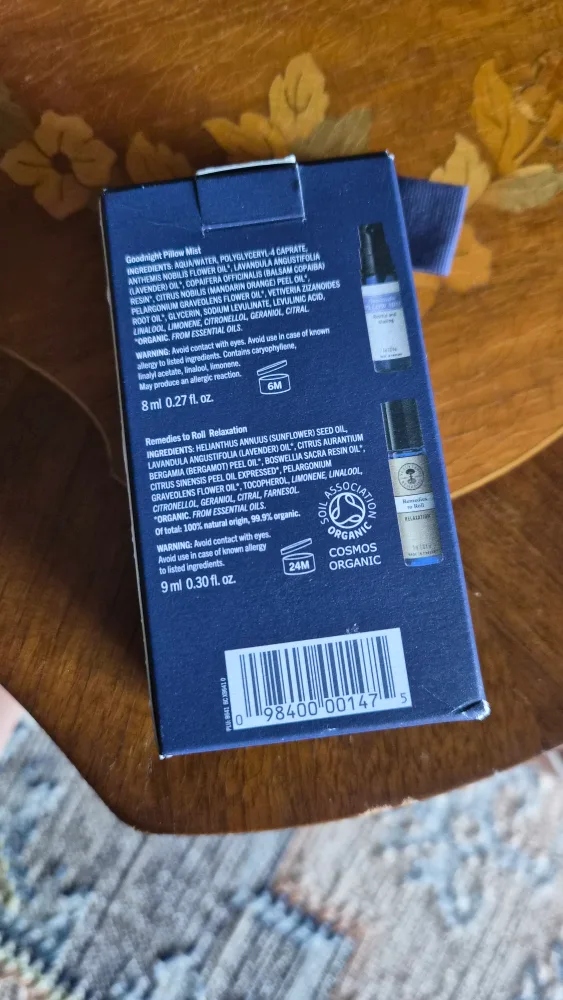 Goodnight Pillow Mist
INGREDIENTS: AQUA/WATER, POLYGLYCERYL-4 CAPRATE,
ANTHEMIS NOBILIS FLOWER OIL*, LAVANDULA ANGUSTIFOLIA
(LAVENDER) OIL*, COPAIFERA OFFICINALIS (BALSAM COPAIBA)
RESIN*, CITRUS NOBILIS (MANDARIN ORANGE) PEEL OIL*,
PELARGONIUM GRAVEOLENS FLOWER OIL*, VETIVERIA ZIZANOIDES
ROOT OIL*, GLYCERIN, SODIUM LEVULINATE, LEVULINIC ACID,
LINALOOL, LIMONENE, CITRONELLOL, GERANIOL, CITRAL.
*ORGANIC. FROM ESSENTIAL OILS.
WARNING: Avoid contact with eyes. Avoid use in case of known
allergy to listed ingredients. Contains caryophyllene,
linalyl acetate, linalool, limonene.
May produce an allergic reaction.
6M
8 ml 0.27 fl. oz.
Remedies to Roll Relaxation
INGREDIENTS: HELIANTHUS ANNUUS (SUNFLOWER) SEED OIL,
LAVANDULA ANGUSTIFOLIA (LAVENDER) OIL*, CITRUS AURANTIUM
BERGAMIA (BERGAMOT) PEEL OIL*, BOSWELLIA SACRA RESIN OIL*,
CITRUS SINENSIS PEEL OIL EXPRESSED*, PELARGONIUM
GRAVEOLENS FLOWER OIL*, TOCOPHEROL, LIMONENE, LINALOOL,
CITRONELLOL, GERANIOL, CITRAL, FARNESOL.
*ORGANIC. FROM ESSENTIAL OILS.
Of total: 100% natural origin, 99.9% organic.
WARNING: Avoid contact with eyes.
Avoid use in case of known allergy
to listed ingredients.
24M
9 ml 0.30 fl. oz.
SOIL ASSOCIATION
ORGANIC
COSMOS
ORGANIC
Remedies
to Roll
RELAXATION
0 98400 00147 5